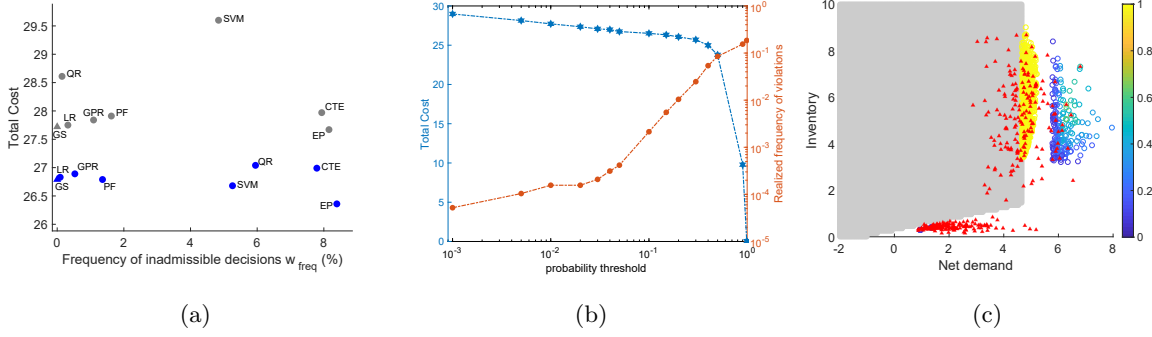 29.5
29
28.5
28
27.5
27
26.5
26
Total Cost
SVM
QR
GPR
PF
LR
GS
CTE
EP
LR
GPR
GS
PF
QR
CTE
SVM
EP
0
2
4
6
8
Frequency of inadmissible decisions w freq (%)
(a)
30
25
20
15
10
5
0
Total Cost
10^0
10^-1
10^-2
10^-3
10^-4
10^-5
Realized frequency of violations
10^-3
10^-2
10^-1
10^0
probability threshold
(b)
10
8
6
4
2
0
Inventory
-2
0
2
4
6
8
Net demand
1
0.8
0.6
0.4
0.2
0
(c)